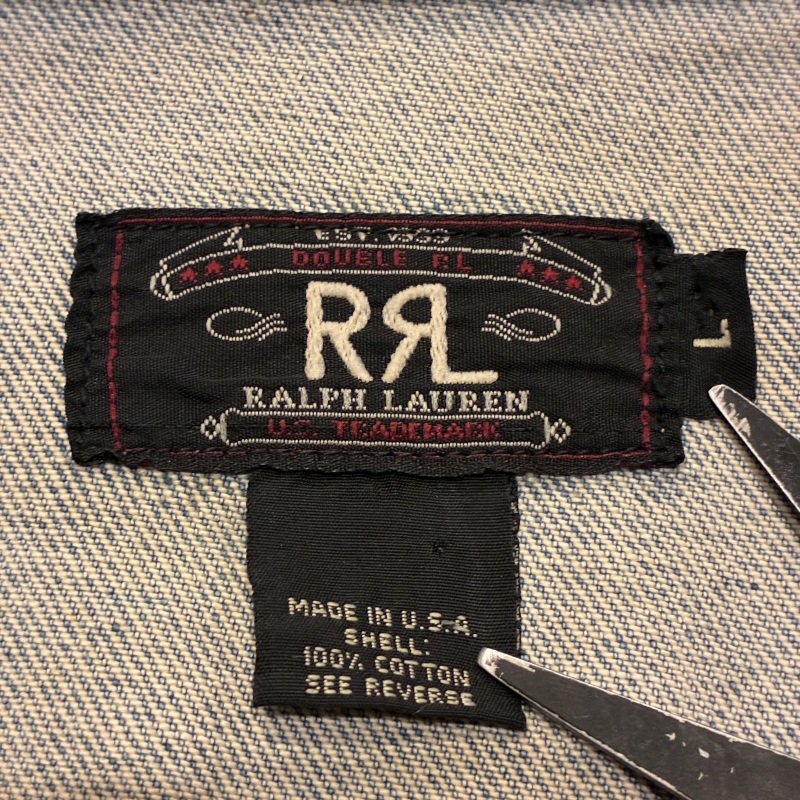 EST 1993
DOUBLE RL
RRL
RALPH LAUREN
U.S. TRADEMARK
L
MADE IN U.S.A.
SHELL:
100% COTTON
SEE REVERSE